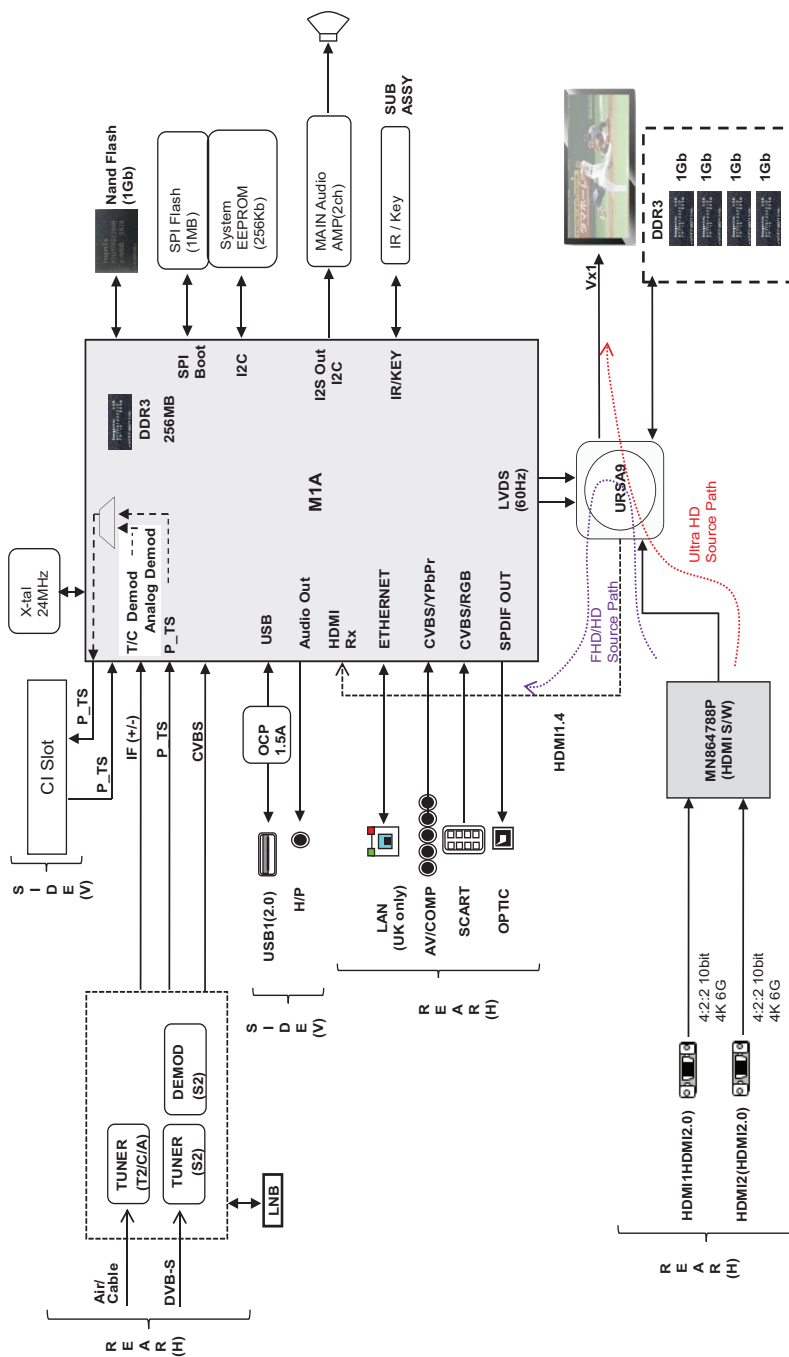 X-tal
24MHz
Nand Flash
(1Gb)
SPI Flash
(1MB)
System
EEPROM
(256Kb)
MAIN Audio
AMP(2ch)
IR / Key
SUB
ASSY
SPI
Boot
I2C
I2S Out
I2C
IR/KEY
DDR3
256MB
M1A
LVDS
(60Hz)
T/C Demod
Analog Demod
P_TS
USB
Audio Out
HDMI
Rx
ETHERNET
CVBS/YPbPr
CVBS/RGB
SPDIF OUT
CI Slot
S I D E
(V)
P_TS
P_TS
IF (+/-)
P_TS
CVBS
OCP
1.5A
USB1(2.0)
H/P
S I D E
(V)
LAN
(UK only)
AV/COMP
SCART
OPTIC
R E A R
(H)
TUNER
(T2/C/A)
TUNER
(S2)
DEMOD
(S2)
LNB
Air/
Cable
DVB-S
R E A R
(H)
HDMI1.4
FHD/HD
Source Path
Ultra HD
Source Path
URSA9
Vx1
DDR3
1Gb
1Gb
1Gb
1Gb
MN864788P
(HDMI S/W)
4:2:2 10bit
4K 6G
4:2:2 10bit
4K 6G
HDMI1HDMI2.0)
HDMI2(HDMI2.0)
R E A R
(H)